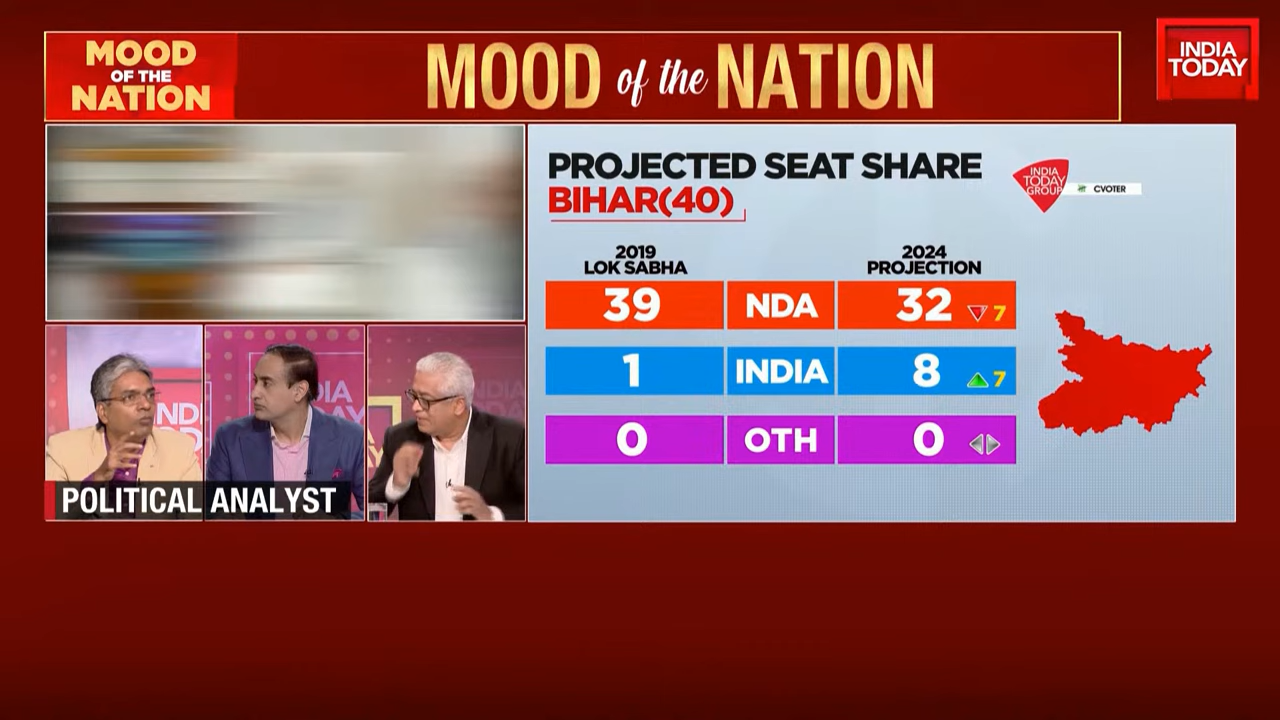 MOOD
OF THE
NATION
MOOD of the NATION
INDIA
TODAY
PROJECTED SEAT SHARE
BIHAR(40)
INDIA
TODAY
GROUP
CVOTER
2019
LOK SABHA
2024
PROJECTION
39 NDA 32 7
1 INDIA 8 7
0 OTH 0
POLITICAL ANALYST